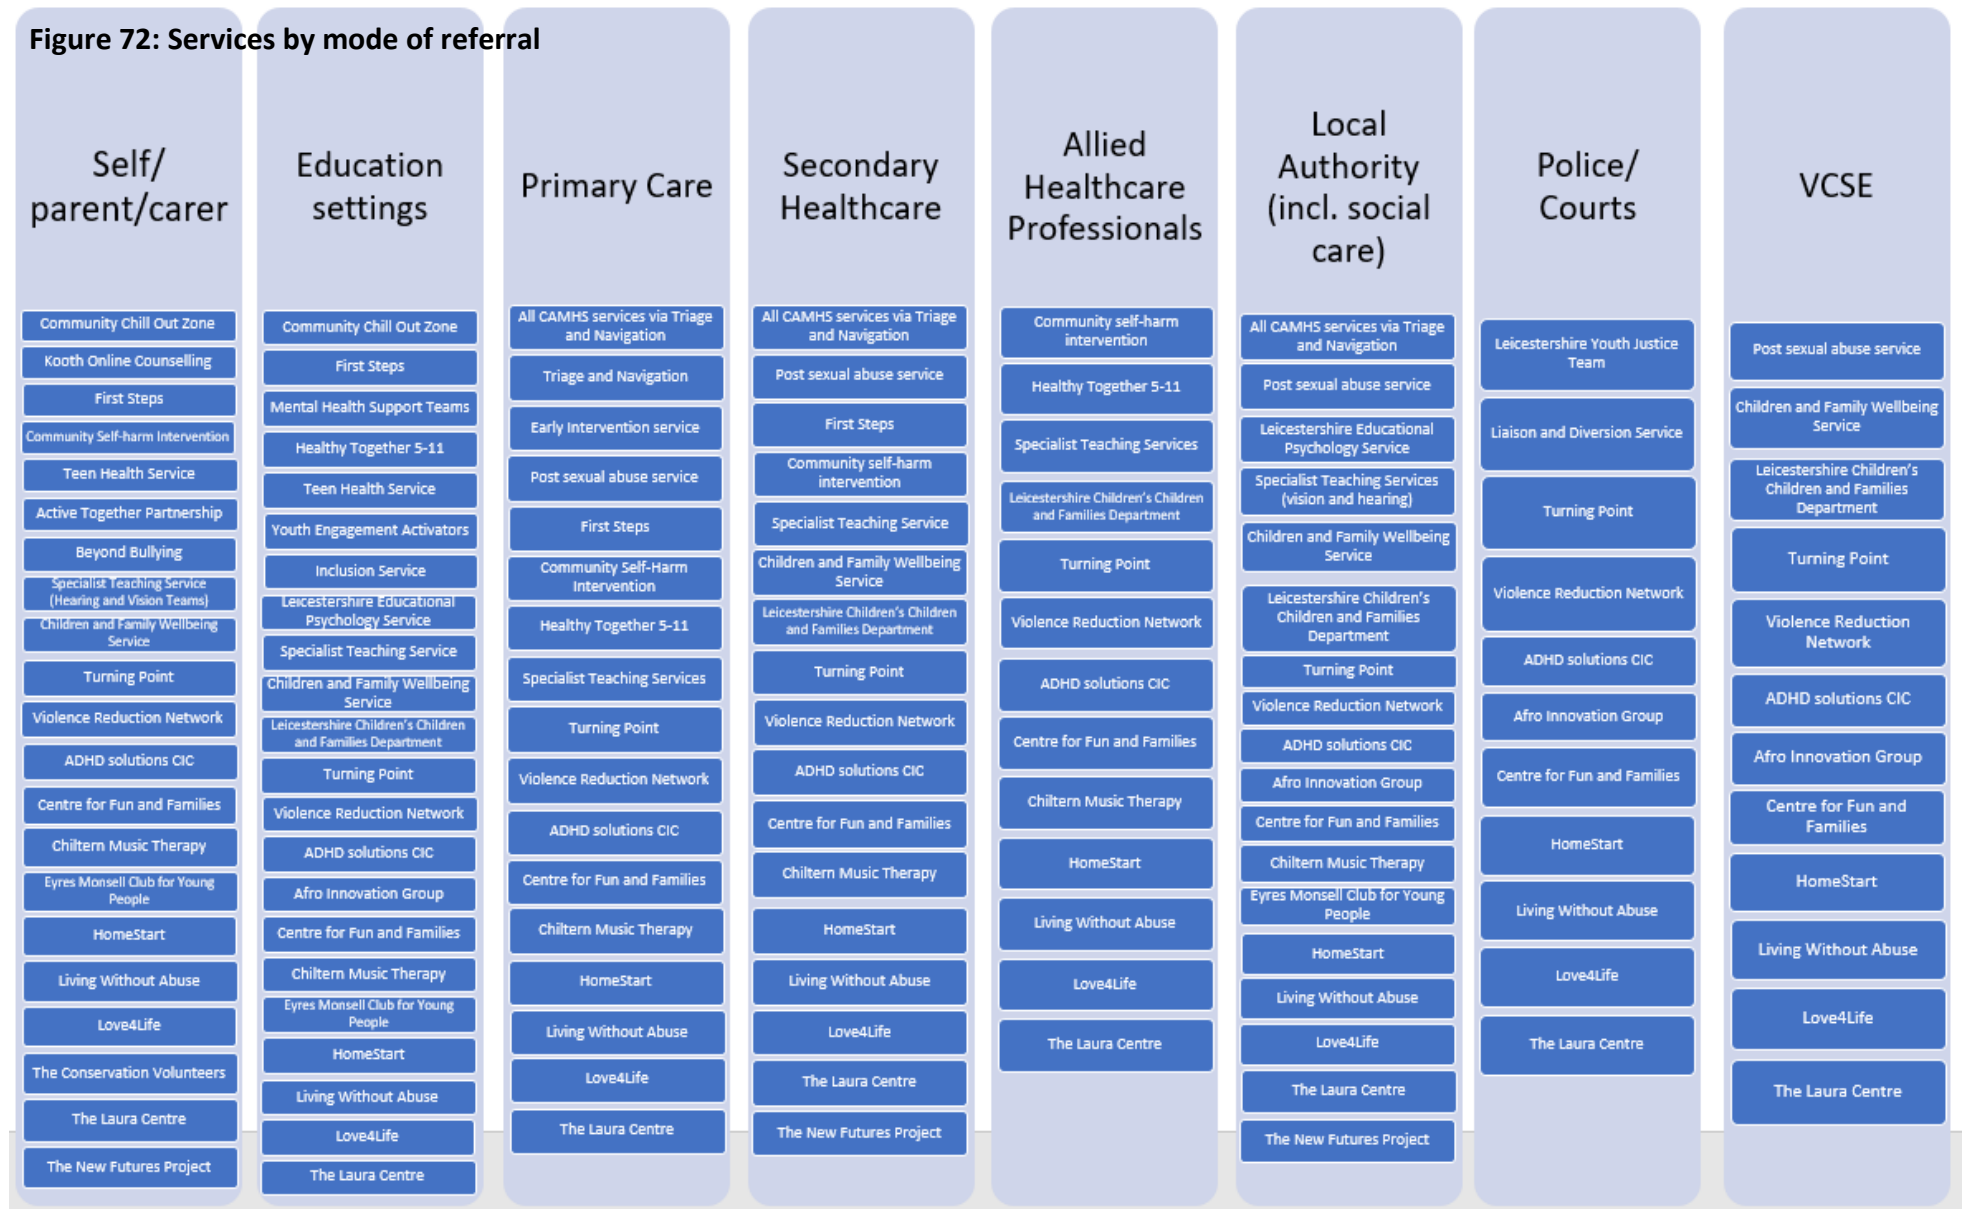 Figure 72: Services by mode of referral
Self/
parent/carer
Community Chill Out Zone
Kooth Online Counselling
First Steps
Community Self-harm Intervention
Teen Health Service
Active Together Partnership
Beyond Bullying
Specialist Teaching Service
(Hearing and Vision Teams)
Children and Family Wellbeing
Service
Turning Point
Violence Reduction Network
ADHD solutions CIC
Centre for Fun and Families
Chiltern Music Therapy
Eyres Monsell Club for Young
People
HomeStart
Living Without Abuse
Love4Life
The Conservation Volunteers
The Laura Centre
The New Futures Project
Education
settings
Community Chill Out Zone
First Steps
Mental Health Support Teams
Healthy Together 5-11
Teen Health Service
Youth Engagement Activators
Inclusion Service
Leicestershire Educational
Psychology Service
Specialist Teaching Service
Children and Family Wellbeing
Service
Leicestershire Children's Children
and Families Department
Turning Point
Violence Reduction Network
ADHD solutions CIC
Afro Innovation Group
Centre for Fun and Families
Chiltern Music Therapy
Eyres Monsell Club for Young
People
HomeStart
Living Without Abuse
Love4Life
The Laura Centre
Primary Care
All CAMHS services via Triage
and Navigation
Triage and Navigation
Early Intervention service
Post sexual abuse service
First Steps
Community Self-Harm
Intervention
Healthy Together 5-11
Specialist Teaching Services
Turning Point
Violence Reduction Network
ADHD solutions CIC
Centre for Fun and Families
Chiltern Music Therapy
HomeStart
Living Without Abuse
Love4Life
The Laura Centre
Secondary
Healthcare
All CAMHS services via Triage
and Navigation
Post sexual abuse service
First Steps
Community self-harm
intervention
Specialist Teaching Service
Children and Family Wellbeing
Service
Leicestershire Children's Children
and Families Department
Turning Point
Violence Reduction Network
ADHD solutions CIC
Centre for Fun and Families
Chiltern Music Therapy
HomeStart
Living Without Abuse
Love4Life
The Laura Centre
The New Futures Project
Allied
Healthcare
Professionals
Community self-harm
intervention
Healthy Together 5-11
Specialist Teaching Services
Leicestershire Children's Children
and Families Department
Turning Point
Violence Reduction Network
ADHD solutions CIC
Centre for Fun and Families
Chiltern Music Therapy
HomeStart
Living Without Abuse
Love4Life
The Laura Centre
Local
Authority
(incl. social
care)
All CAMHS services via Triage
and Navigation
Post sexual abuse service
Leicestershire Educational
Psychology Service
Specialist Teaching Services
(vision and hearing)
Children and Family Wellbeing
Service
Leicestershire Children's
Children and Families
Department
Turning Point
Violence Reduction Network
ADHD solutions CIC
Afro Innovation Group
Centre for Fun and Families
Chiltern Music Therapy
Eyres Monsell Club for Young
People
HomeStart
Living Without Abuse
Love4Life
The Laura Centre
The New Futures Project
Police/
Courts
Leicestershire Youth Justice
Team
Liaison and Diversion Service
Turning Point
Violence Reduction Network
ADHD solutions CIC
Afro Innovation Group
Centre for Fun and Families
HomeStart
Living Without Abuse
Love4Life
The Laura Centre
VCSE
Post sexual abuse service
Children and Family Wellbeing
Service
Leicestershire Children's
Children and Families
Department
Turning Point
Violence Reduction
Network
ADHD solutions CIC
Afro Innovation Group
Centre for Fun and
Families
HomeStart
Living Without Abuse
Love4Life
The Laura Centre